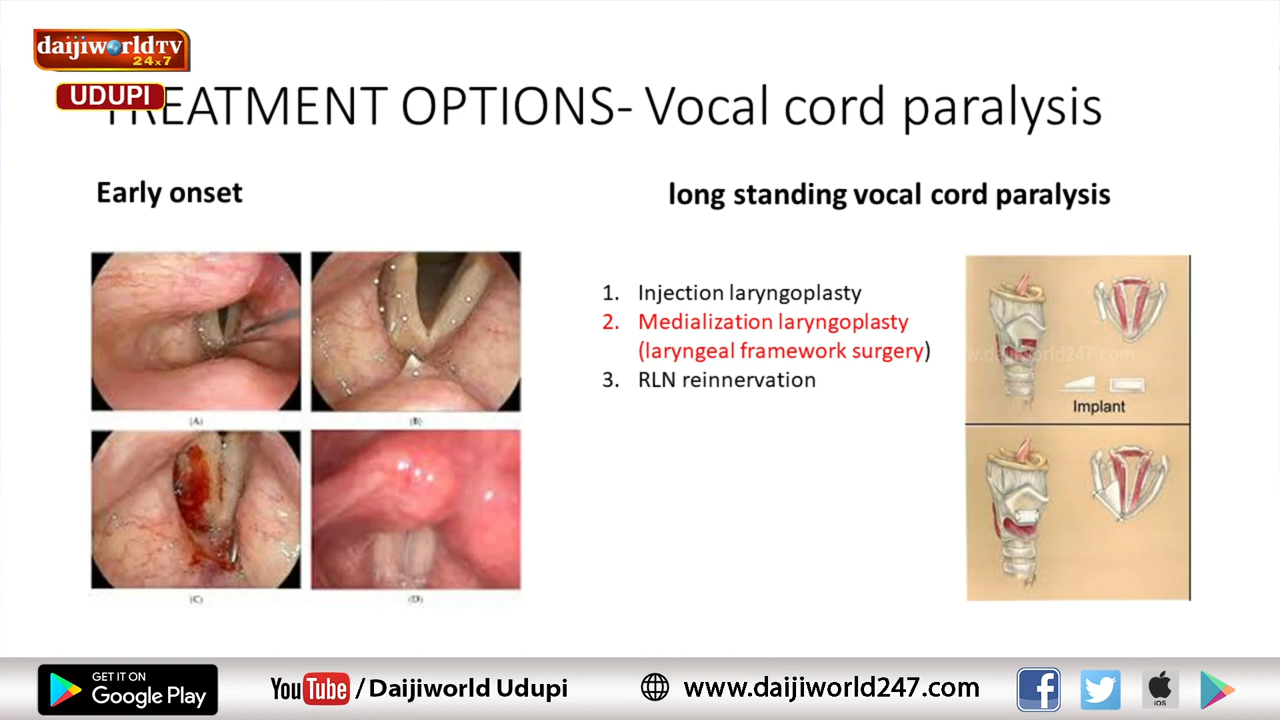 daijiworldTV
24x7
UDUPI
TREATMENT OPTIONS- Vocal cord paralysis
Early onset
long standing vocal cord paralysis
1. Injection laryngoplasty
2. Medialization laryngoplasty
(laryngeal framework surgery)
3. RLN reinnervation
(A)
(B)
(C)
(D)
www.daijiworld247.com
Implant
GET IT ON
Google Play
YouTube / Daijiworld Udupi
www.daijiworld247.com
iOS